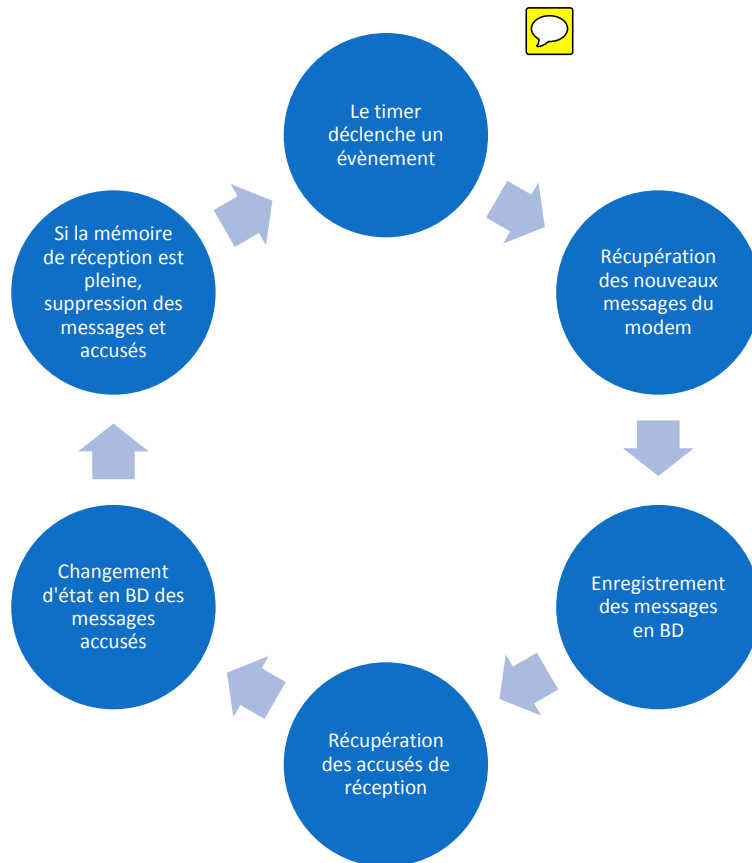 Le timer
déclenche un
évènement
Récupération
des nouveaux
messages du
modem
Enregistrement
des messages
en BD
Récupération
des accusés de
réception
Changement
d'état en BD des
messages
accusés
Si la mémoire
de réception est
pleine,
suppression des
messages et
accusés